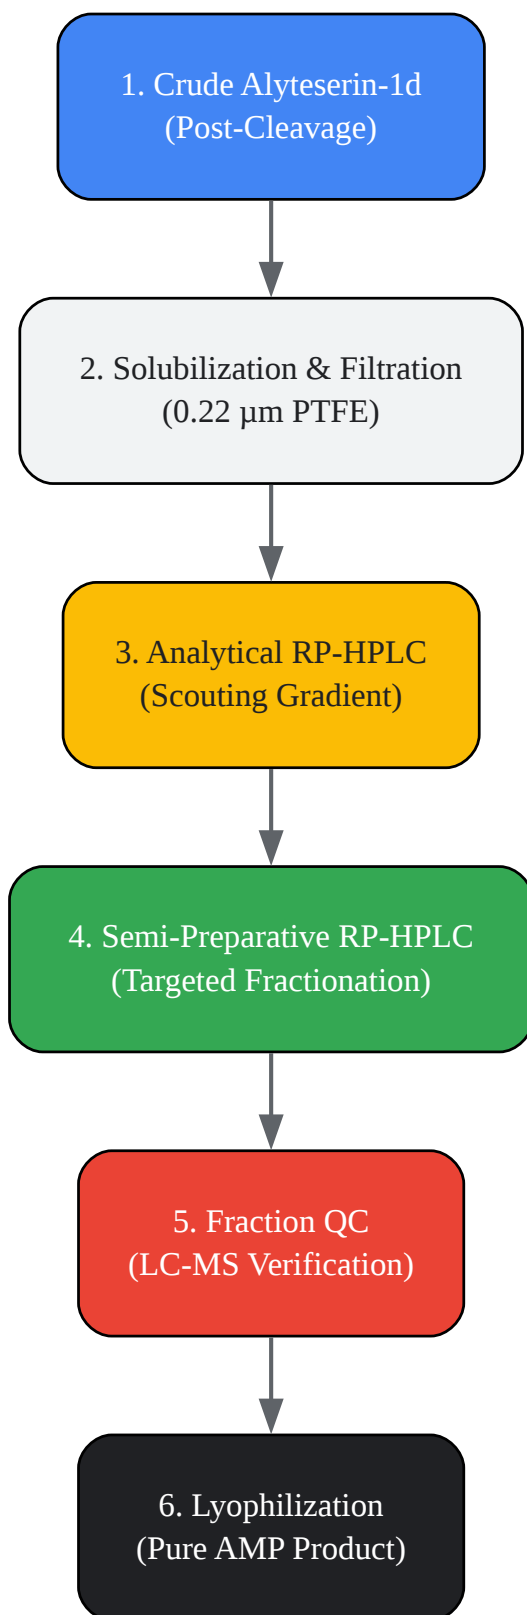 1. Crude Alyteserin-1d
(Post-Cleavage)
2. Solubilization & Filtration
(0.22 µm PTFE)
3. Analytical RP-HPLC
(Scouting Gradient)
4. Semi-Preparative RP-HPLC
(Targeted Fractionation)
5. Fraction QC
(LC-MS Verification)
6. Lyophilization
(Pure AMP Product)